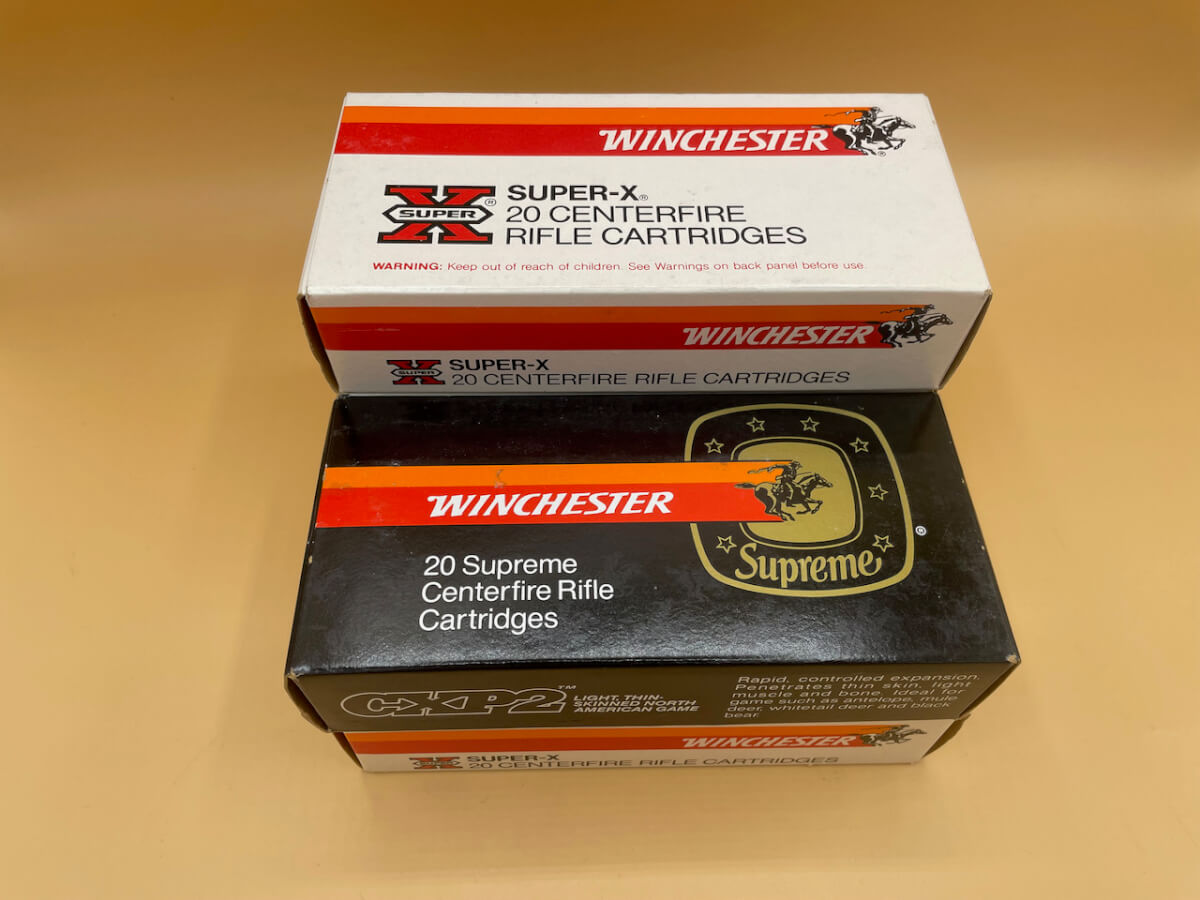 WINCHESTER
®
SUPER
®
SUPER-X®
20 CENTERFIRE
RIFLE CARTRIDGES
WARNING: Keep out of reach of children. See Warnings on back panel before use.
WINCHESTER
SUPER
SUPER-X
20 CENTERFIRE RIFLE CARTRIDGES
WINCHESTER
Supreme
®
20 Supreme
Centerfire Rifle
Cartridges
CXP2™
LIGHT, THIN-
SKINNED NORTH
AMERICAN GAME
Rapid, controlled expansion.
Penetrates thin skin, light
muscle and bone. Ideal for
game such as antelope, mule
deer, whitetail deer and black
bear.
WINCHESTER
SUPER
SUPER-X
20 CENTERFIRE RIFLE CARTRIDGES